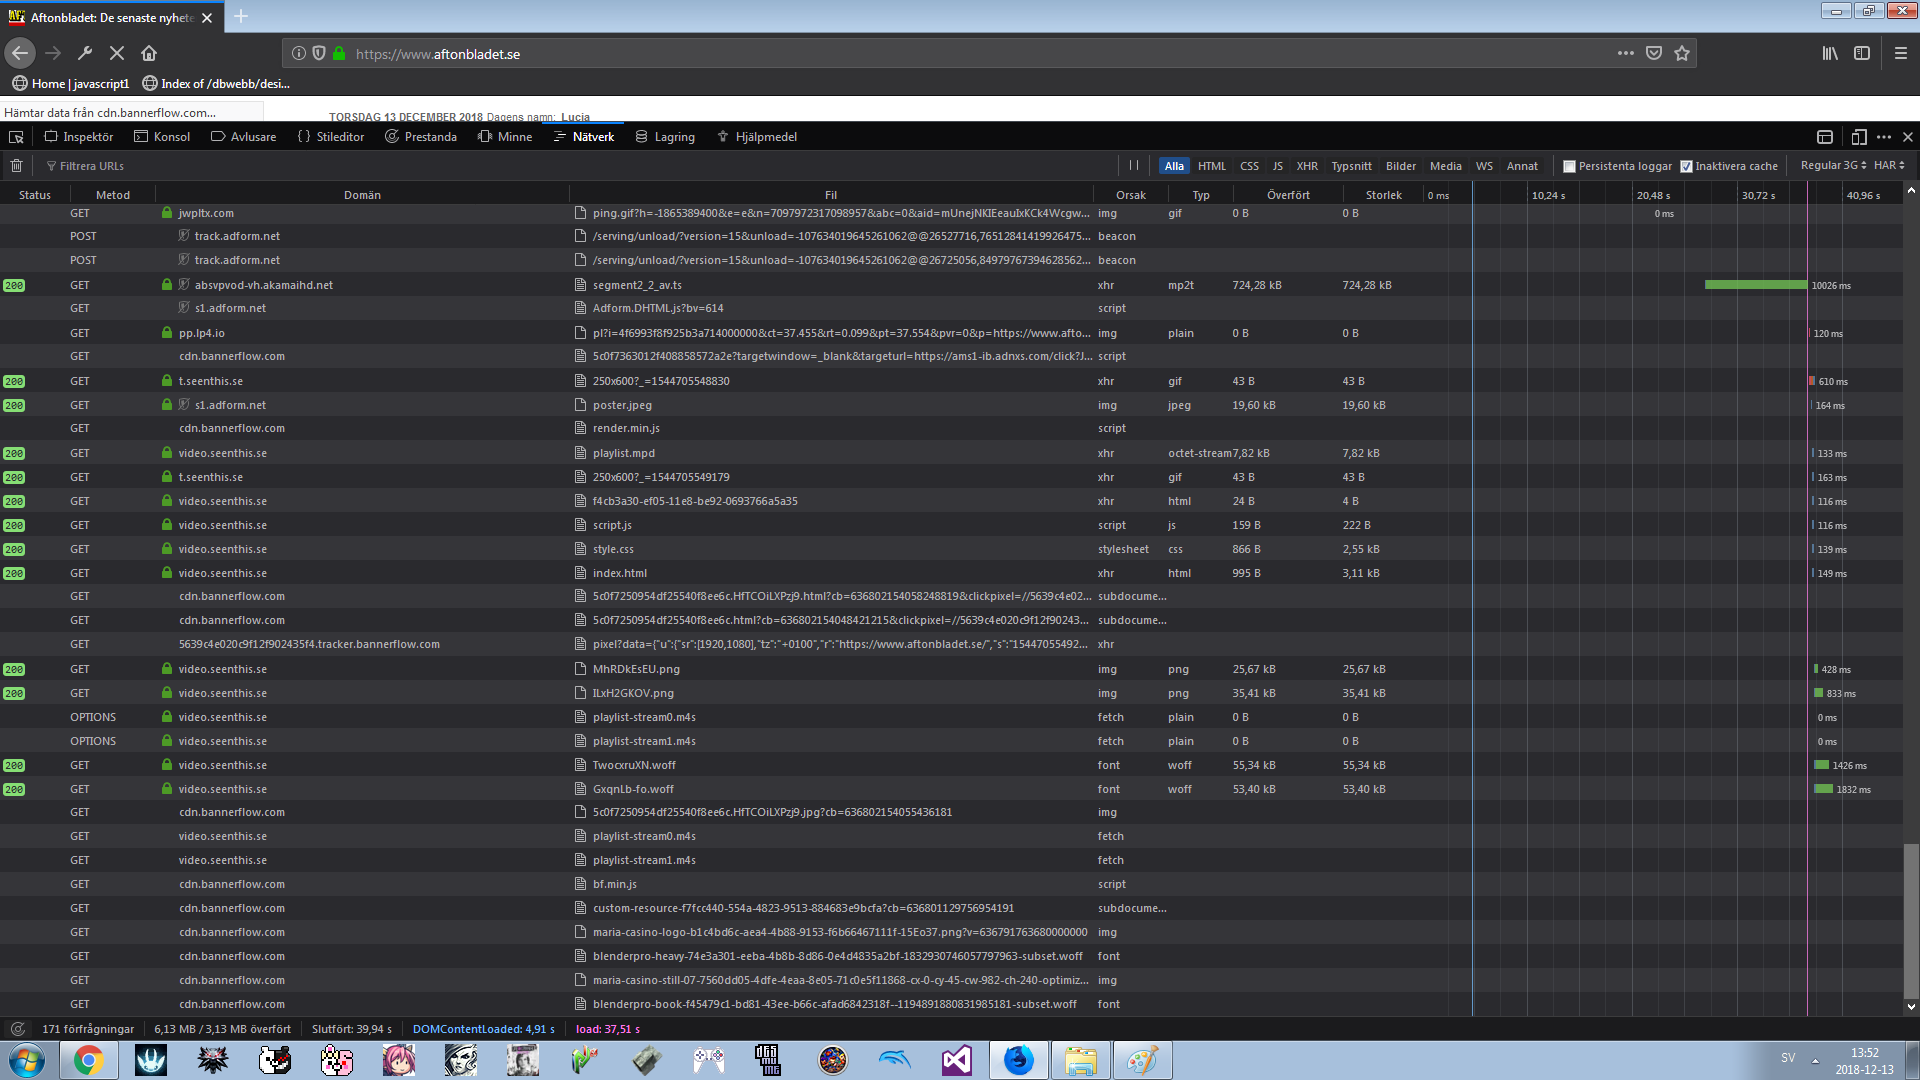 Aftonbladet: De senaste nyhete
https://www.aftonbladet.se
Home | javascript1 Index of /dbwebb/desi...
Hämtar data från cdn.bannerflow.com...
TORSDAG 13 DECEMBER 2018 Dagens namn: Lucia
Inspektör Konsol Avlusare Stileditor Prestanda Minne Nätverk Lagring Hjälpmedel
Filtrera URLs Alla HTML CSS JS XHR Typsnitt Bilder Media WS Annat Persistenta loggar Inaktivera cache Regular 3G HAR
Status Metod Domän Fil Orsak Typ Överfört Storlek 0 ms 10,24 s 20,48 s 30,72 s 40,96 s
GET jwpltx.com ping.gif?h=-1865389400&e=e&n=7097972317098957&abc=0&aid=mUnejNKIEeauIxKCk4Wcgw... img gif 0 B 0 B 0 ms
POST track.adform.net /serving/unload/?version=15&unload=-107634019645261062@@26527716,76512841419926475... beacon
POST track.adform.net /serving/unload/?version=15&unload=-107634019645261062@@26725056,84979767394628562... beacon
200 GET absvpvod-vh.akamaihd.net segment2_2_av.ts xhr mp2t 724,28 kB 724,28 kB 10026 ms
GET s1.adform.net Adform.DHTML.js?bv=614 script
GET pp.lp4.io pl?i=4f6993f8f925b3a714000000&ct=37.455&rt=0.099&pt=37.554&pvr=0&p=https://www.afto... img plain 0 B 0 B 120 ms
GET cdn.bannerflow.com 5c0f7363012f408858572a2e?targetwindow=_blank&targeturl=https://ams1-ib.adnxs.com/click?J... script
200 GET t.seenthis.se 250x600?_=1544705548830 xhr gif 43 B 43 B 610 ms
200 GET s1.adform.net poster.jpeg img jpeg 19,60 kB 19,60 kB 164 ms
GET cdn.bannerflow.com render.min.js script
200 GET video.seenthis.se playlist.mpd xhr octet-stream 7,82 kB 7,82 kB 133 ms
200 GET t.seenthis.se 250x600?_=1544705549179 xhr gif 43 B 43 B 163 ms
200 GET video.seenthis.se f4cb3a30-ef05-11e8-be92-0693766a5a35 xhr html 24 B 4 B 116 ms
200 GET video.seenthis.se script.js script js 159 B 222 B 116 ms
200 GET video.seenthis.se style.css stylesheet css 866 B 2,55 kB 139 ms
200 GET video.seenthis.se index.html xhr html 995 B 3,11 kB 149 ms
GET cdn.bannerflow.com 5c0f7250954df25540f8ee6c.HfTCOiLXPzj9.html?cb=636802154058248819&clickpixel=//5639c4e02... subdocume...
GET cdn.bannerflow.com 5c0f7250954df25540f8ee6c.html?cb=636802154048421215&clickpixel=//5639c4e020c9f12f90243... subdocume...
GET 5639c4e020c9f12f902435f4.tracker.bannerflow.com pixel?data={"u":{"sr":[1920,1080],"tz":"+0100","r":"https://www.aftonbladet.se/","s":"15447055492... xhr
200 GET video.seenthis.se MhRDkEsEU.png img png 25,67 kB 25,67 kB 428 ms
200 GET video.seenthis.se ILxH2GKOV.png img png 35,41 kB 35,41 kB 833 ms
OPTIONS video.seenthis.se playlist-stream0.m4s fetch plain 0 B 0 B 0 ms
OPTIONS video.seenthis.se playlist-stream1.m4s fetch plain 0 B 0 B 0 ms
200 GET video.seenthis.se TwocxruXN.woff font woff 55,34 kB 55,34 kB 1426 ms
200 GET video.seenthis.se GxqnLb-fo.woff font woff 53,40 kB 53,40 kB 1832 ms
GET cdn.bannerflow.com 5c0f7250954df25540f8ee6c.HfTCOiLXPzj9.jpg?cb=636802154055436181 img
GET video.seenthis.se playlist-stream0.m4s fetch
GET video.seenthis.se playlist-stream1.m4s fetch
GET cdn.bannerflow.com bf.min.js script
GET cdn.bannerflow.com custom-resource-f7fcc440-554a-4823-9513-884683e9bcfa?cb=636801129756954191 subdocume...
GET cdn.bannerflow.com maria-casino-logo-b1c4bd6c-aea4-4b88-9153-f6b66467111f-15Eo37.png?v=636791763680000000 img
GET cdn.bannerflow.com blenderpro-heavy-74e3a301-eeba-4b8b-8d86-0e4d4835a2bf-1832930746057797963-subset.woff font
GET cdn.bannerflow.com maria-casino-still-07-7560dd05-4dfe-4eaa-8e05-71c0e5f11868-cx-0-cy-45-cw-982-ch-240-optimiz... img
GET cdn.bannerflow.com blenderpro-book-f45479c1-bd81-43ee-b66c-afad6842318f--1194891880831985181-subset.woff font
171 förfrågningar 6,13 MB / 3,13 MB överfört Slutfört: 39,94 s DOMContentLoaded: 4,91 s load: 37,51 s
SV 13:52
2018-12-13